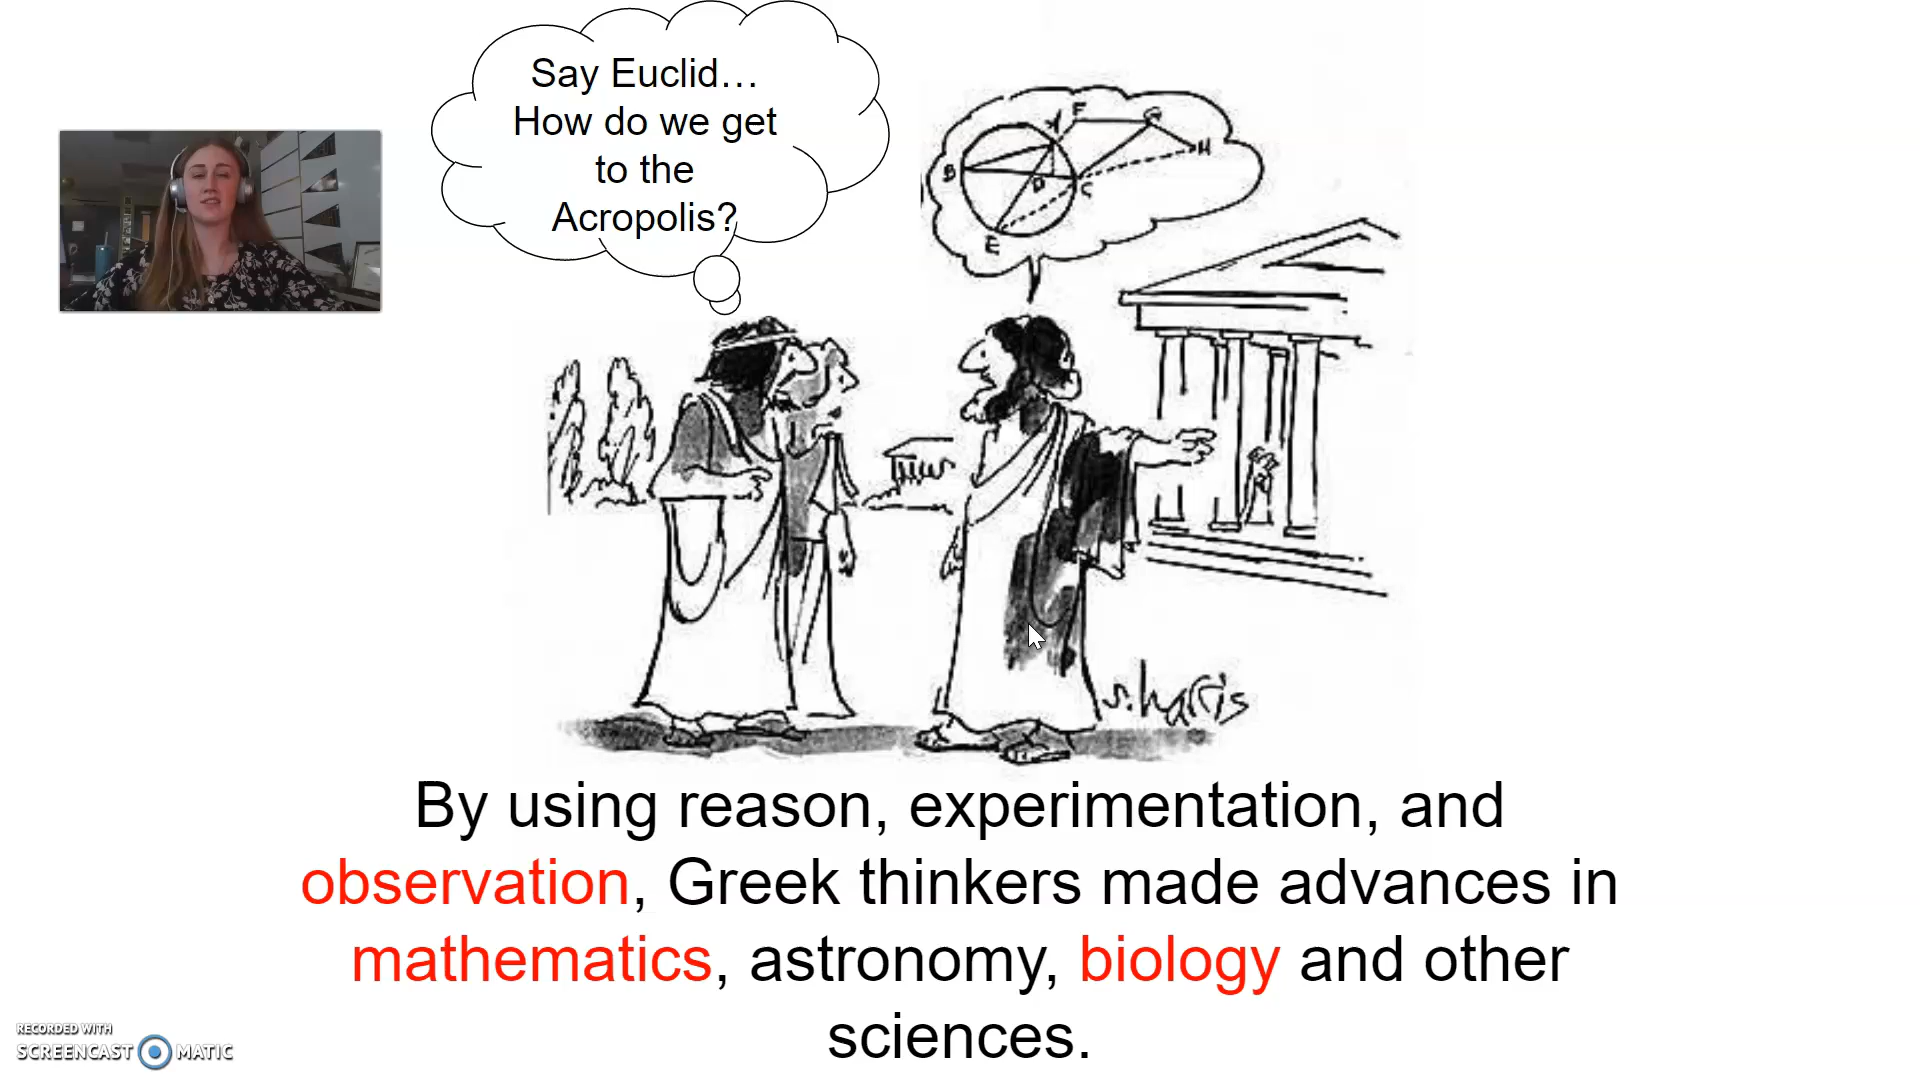 Say Euclid…
How do we get
to the
Acropolis?
A F G
B D C H
E
s.harris
By using reason, experimentation, and
observation, Greek thinkers made advances in
mathematics, astronomy, biology and other
sciences.
RECORDED WITH
SCREENCAST MATIC